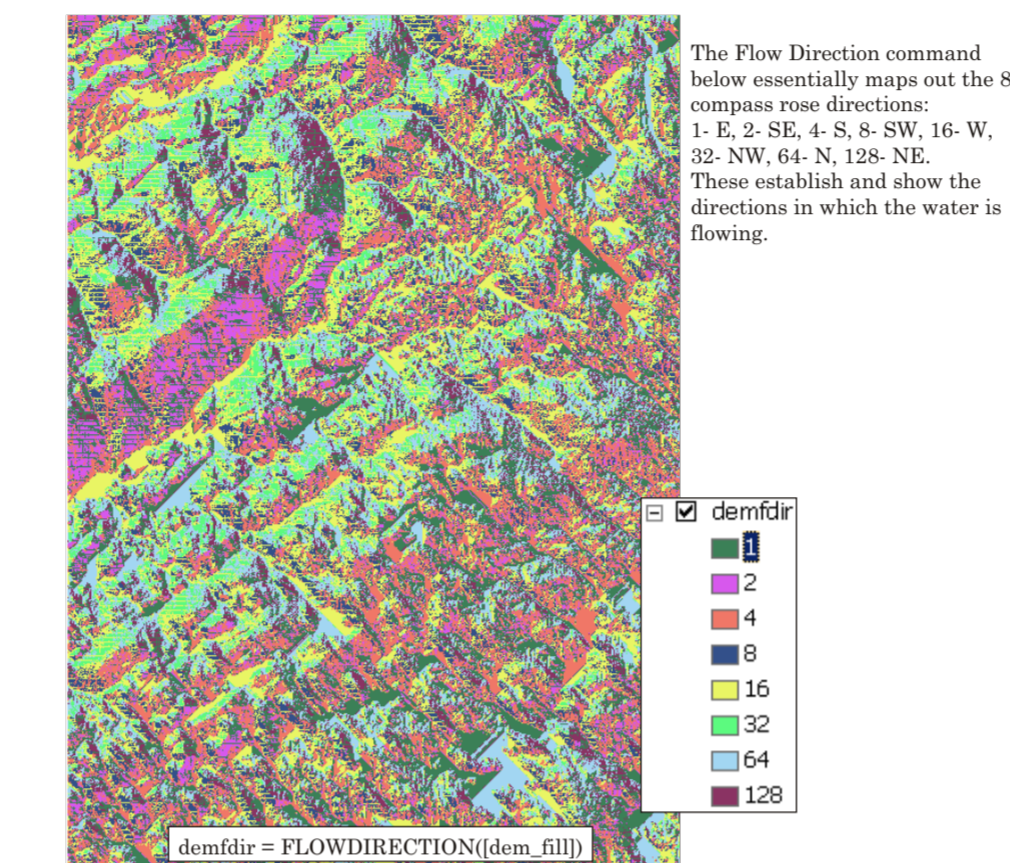 The Flow Direction command
below essentially maps out the 8
compass rose directions:
1- E, 2- SE, 4- S, 8- SW, 16- W,
32- NW, 64- N, 128- NE.
These establish and show the
directions in which the water is
flowing.
demfdir
1
2
4
8
16
32
64
128
demfdir = FLOWDIRECTION([dem_fill])